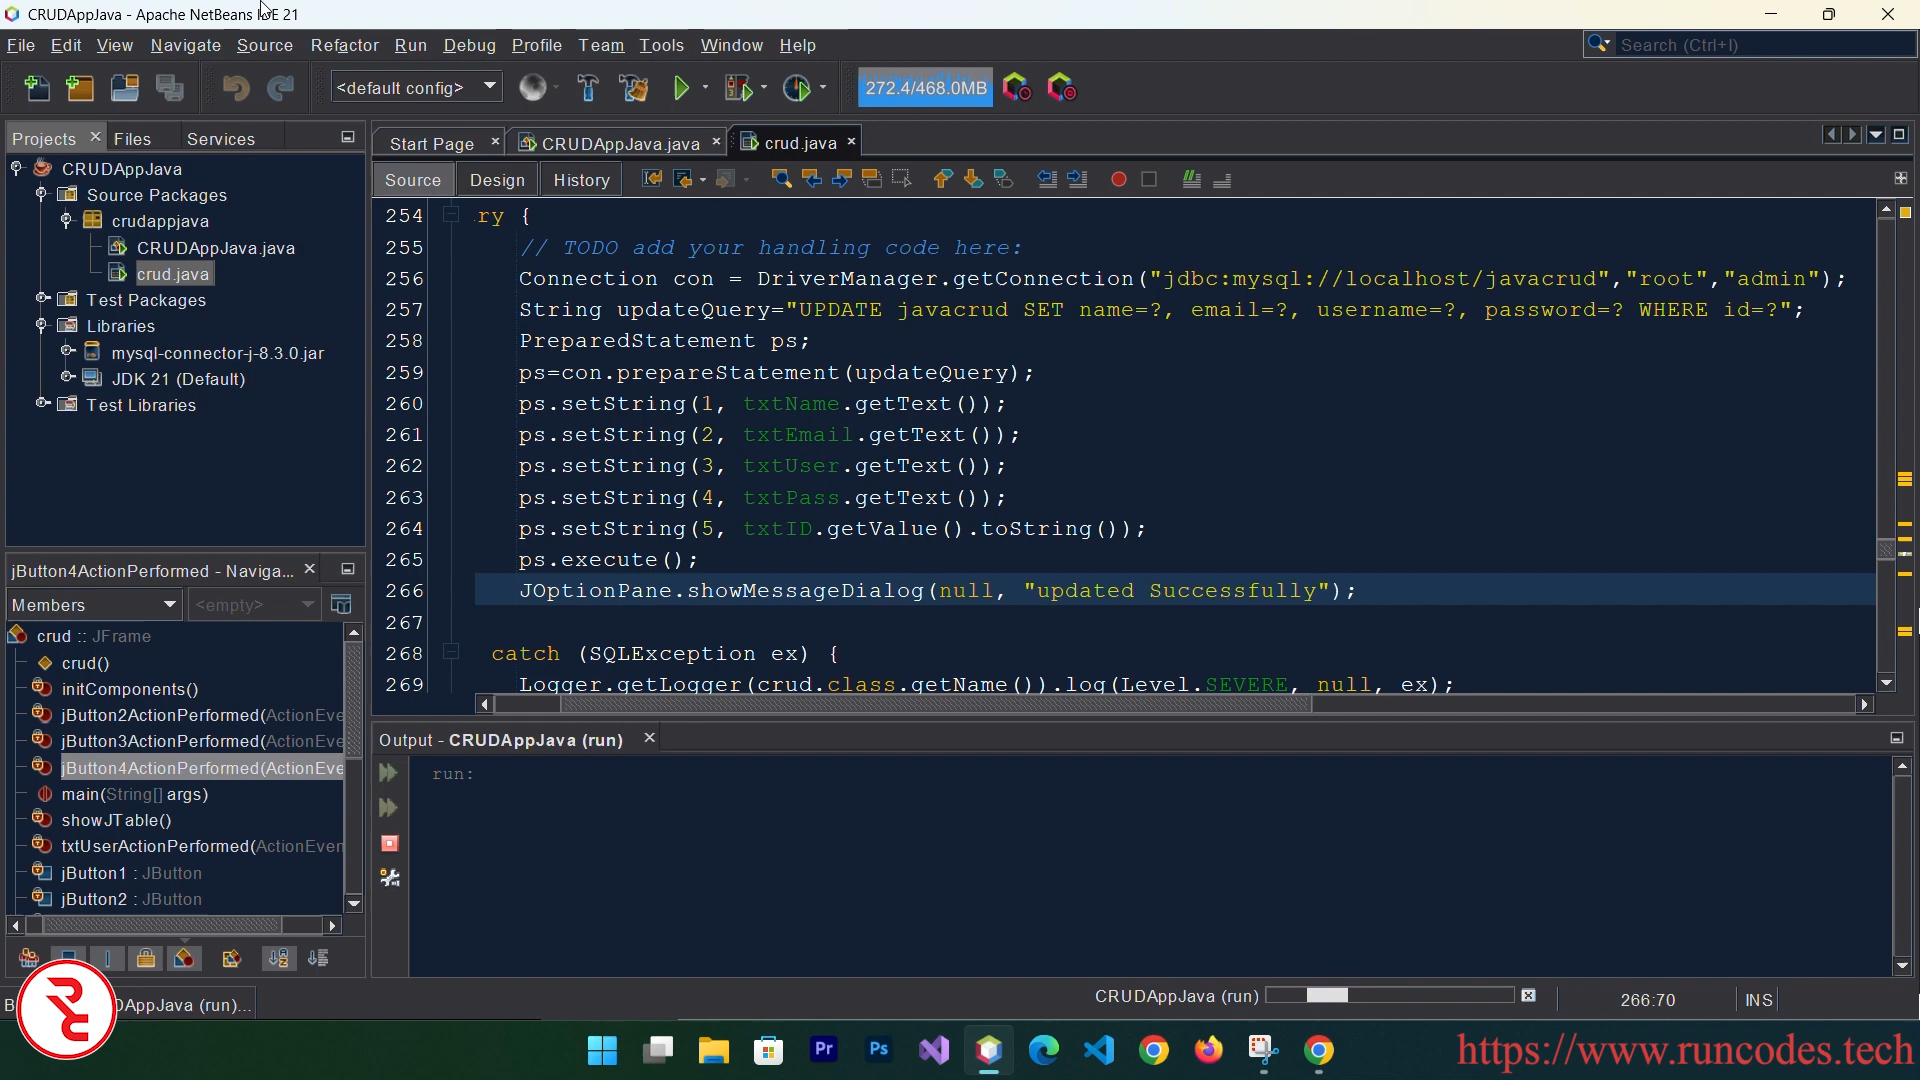 CRUDAppJava - Apache NetBeans IDE 21
File Edit View Navigate Source Refactor Run Debug Profile Team Tools Window Help
Search (Ctrl+I)
<default config>
272.4/468.0MB
Projects Files Services
CRUDAppJava
Source Packages
crudappjava
CRUDAppJava.java
crud.java
Test Packages
Libraries
mysql-connector-j-8.3.0.jar
JDK 21 (Default)
Test Libraries
jButton4ActionPerformed - Naviga...
Members
<empty>
crud :: JFrame
crud()
initComponents()
jButton2ActionPerformed(ActionEve
jButton3ActionPerformed(ActionEve
jButton4ActionPerformed(ActionEve
main(String[] args)
showJTable()
txtUserActionPerformed(ActionEven
jButton1 : JButton
jButton2 : JButton
Start Page CRUDAppJava.java crud.java
Source Design History
254 ry {
255 // TODO add your handling code here:
256 Connection con = DriverManager.getConnection("jdbc:mysql://localhost/javacrud","root","admin");
257 String updateQuery="UPDATE javacrud SET name=?, email=?, username=?, password=? WHERE id=?";
258 PreparedStatement ps;
259 ps=con.prepareStatement(updateQuery);
260 ps.setString(1, txtName.getText());
261 ps.setString(2, txtEmail.getText());
262 ps.setString(3, txtUser.getText());
263 ps.setString(4, txtPass.getText());
264 ps.setString(5, txtID.getValue().toString());
265 ps.execute();
266 JOptionPane.showMessageDialog(null, "updated Successfully");
267
268 catch (SQLException ex) {
269 Logger.getLogger(crud.class.getName()).log(Level.SEVERE, null, ex);
Output - CRUDAppJava (run)
run:
DAppJava (run)...
CRUDAppJava (run)
266:70
INS
Pr
Ps
https://www.runcodes.tech